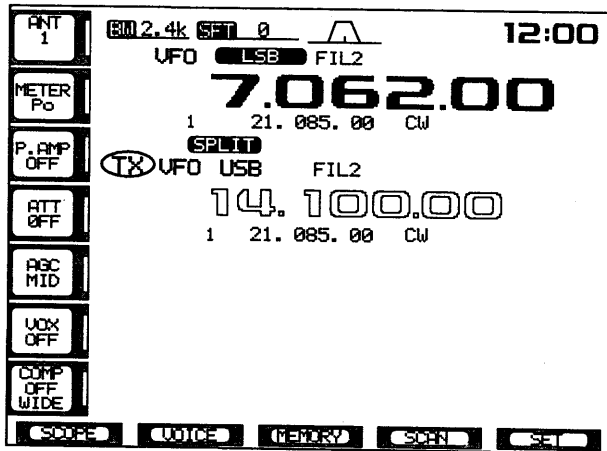 ANT
1
BW 2.4k SFT 0
12:00
VFO LSB FIL2
METER
Po
7.062.00
1 21.085.00 CW
P.AMP
OFF
SPLIT
TX VFO USB FIL2
ATT
OFF
14.100.00
1 21.085.00 CW
AGC
MID
VOX
OFF
COMP
OFF
WIDE
SCOPE VOICE MEMORY SCAN SET